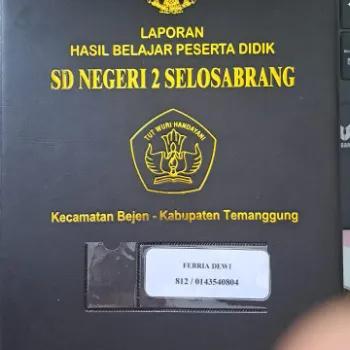 LAPORAN
HASIL BELAJAR PESERTA DIDIK
SD NEGERI 2 SELOSABRANG
TUT WURI HANDAYANI
Kecamatan Bejen - Kabupaten Temanggung
FEBRIA DEWI
812 / 0143540804